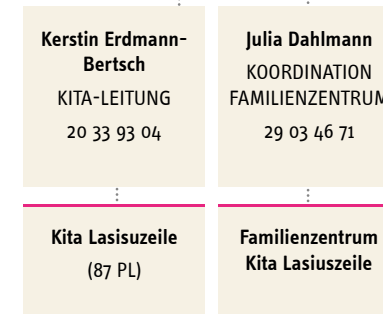 Kerstin Erdmann-
Bertsch
KITA-LEITUNG
20 33 93 04
Julia Dahlmann
KOORDINATION
FAMILIENZENTRUM
29 03 46 71
Kita Lasisuzeile
(87 PL)
Familienzentrum
Kita Lasiuszeile